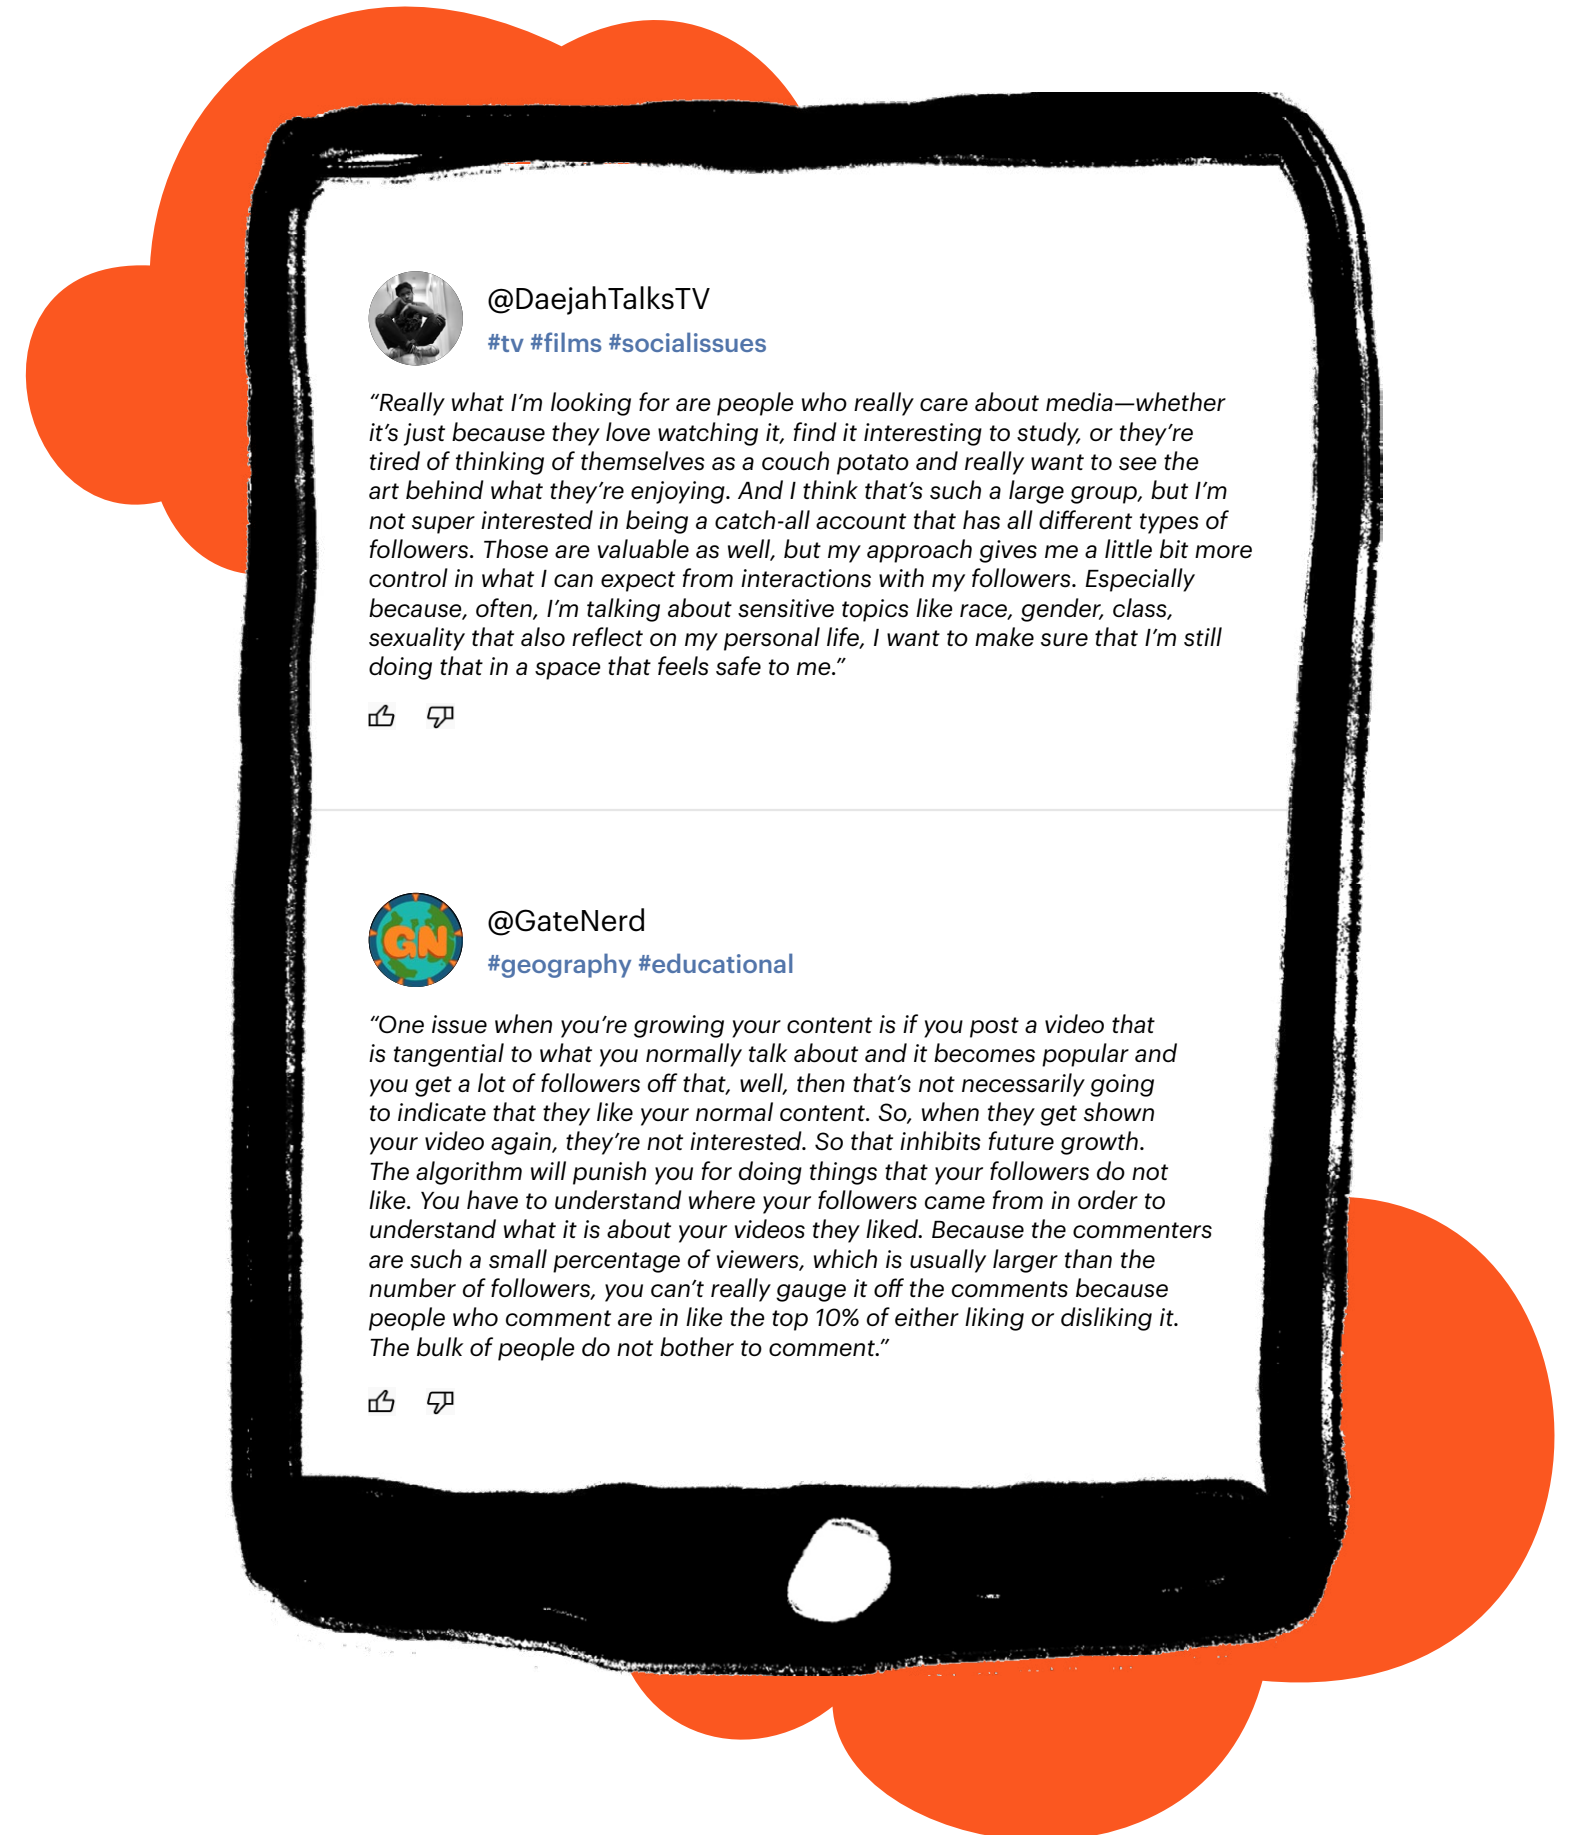 @DaejahTalksTV
#tv #films #socialissues
“Really what I’m looking for are people who really care about media—whether
it’s just because they love watching it, find it interesting to study, or they’re
tired of thinking of themselves as a couch potato and really want to see the
art behind what they’re enjoying. And I think that’s such a large group, but I’m
not super interested in being a catch-all account that has all different types of
followers. Those are valuable as well, but my approach gives me a little bit more
control in what I can expect from interactions with my followers. Especially
because, often, I’m talking about sensitive topics like race, gender, class,
sexuality that also reflect on my personal life, I want to make sure that I’m still
doing that in a space that feels safe to me.”
GN
@GateNerd
#geography #educational
“One issue when you’re growing your content is if you post a video that
is tangential to what you normally talk about and it becomes popular and
you get a lot of followers off that, well, then that’s not necessarily going
to indicate that they like your normal content. So, when they get shown
your video again, they’re not interested. So that inhibits future growth.
The algorithm will punish you for doing things that your followers do not
like. You have to understand where your followers came from in order to
understand what it is about your videos they liked. Because the commenters
are such a small percentage of viewers, which is usually larger than the
number of followers, you can’t really gauge it off the comments because
people who comment are in like the top 10% of either liking or disliking it.
The bulk of people do not bother to comment.”